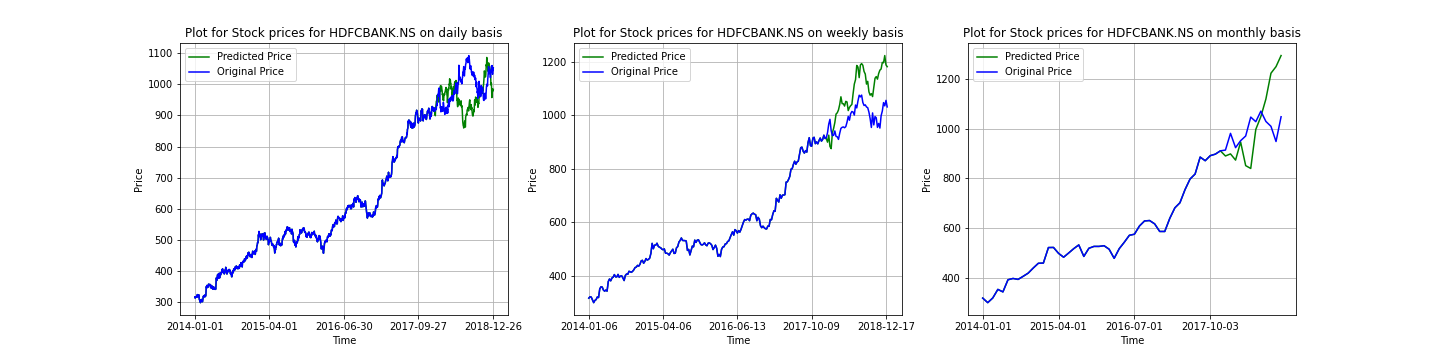 Plot for Stock prices for HDFCBANK.NS on daily basis
Predicted Price
Original Price
1100
1000
900
800
700
600
500
400
300
Price
2014-01-01
2015-04-01
2016-06-30
2017-09-27
2018-12-26
Time
Plot for Stock prices for HDFCBANK.NS on weekly basis
Predicted Price
Original Price
1200
1000
800
600
400
Price
2014-01-06
2015-04-06
2016-06-13
2017-10-09
2018-12-17
Time
Plot for Stock prices for HDFCBANK.NS on monthly basis
Predicted Price
Original Price
1200
1000
800
600
400
Price
2014-01-01
2015-04-01
2016-07-01
2017-10-03
Time